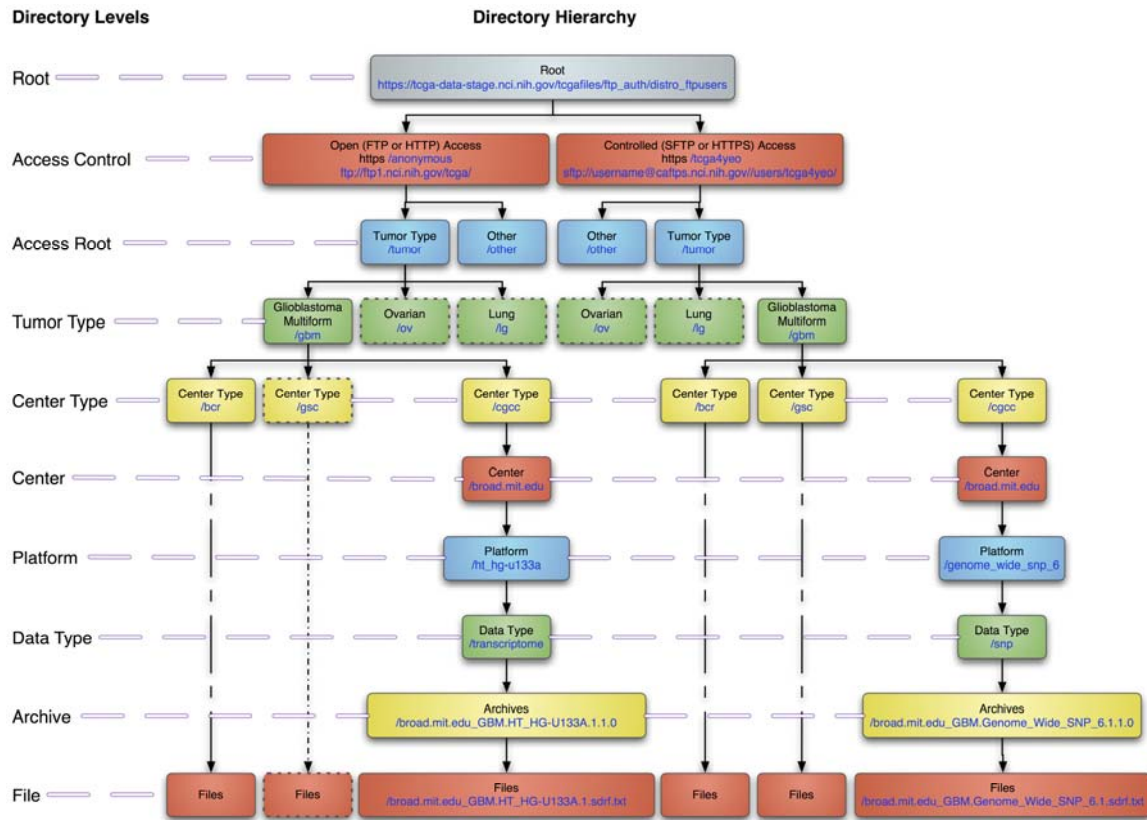 Directory Levels
Directory Hierarchy
Root
Root
https://tcga-data-stage.nci.nih.gov/tcgafiles/ftp_auth/distro_ftpusers
Access Control
Open (FTP or HTTP) Access
https /anonymous
ftp://ftp1.nci.nih.gov/tcga/
Controlled (SFTP or HTTPS) Access
https /tcga4yeo
sftp://username@caftps.nci.nih.gov//users/tcga4yeo/
Access Root
Tumor Type
/tumor
Other
/other
Other
/other
Tumor Type
/tumor
Tumor Type
Glioblastoma
Multiform
/gbm
Ovarian
/ov
Lung
/lg
Ovarian
/ov
Lung
/lg
Glioblastoma
Multiform
/gbm
Center Type
Center Type
/bcr
Center Type
/gsc
Center Type
/cgcc
Center Type
/bcr
Center Type
/gsc
Center Type
/cgcc
Center
Center
/broad.mit.edu
Center
/broad.mit.edu
Platform
Platform
/ht_hg-u133a
Platform
/genome_wide_snp_6
Data Type
Data Type
/transcriptome
Data Type
/snp
Archive
Archives
/broad.mit.edu_GBM.HT_HG-U133A.1.1.0
Archives
/broad.mit.edu_GBM.Genome_Wide_SNP_6.1.1.0
File
Files
Files
Files
/broad.mit.edu_GBM.HT_HG-U133A.1.sdrf.txt
Files
Files
Files
/broad.mit.edu_GBM.Genome_Wide_SNP_6.1.sdrf.txt